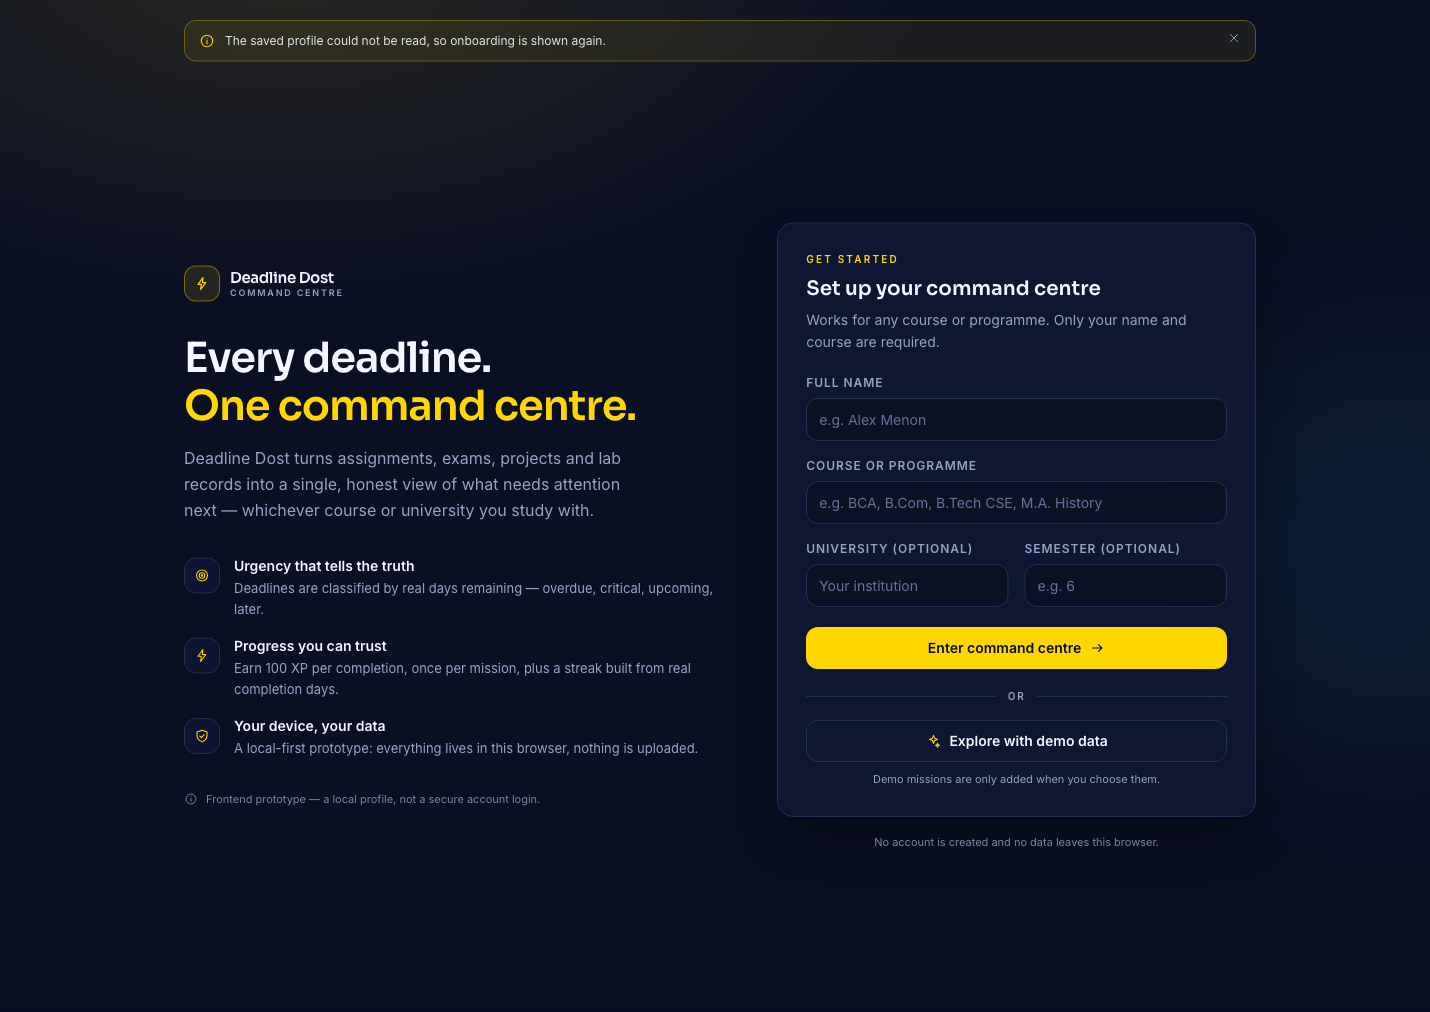 The saved profile could not be read, so onboarding is shown again.
Deadline Dost
COMMAND CENTRE
Every deadline.
One command centre.
Deadline Dost turns assignments, exams, projects and lab
records into a single, honest view of what needs attention
next — whichever course or university you study with.
Urgency that tells the truth
Deadlines are classified by real days remaining — overdue, critical, upcoming,
later.
Progress you can trust
Earn 100 XP per completion, once per mission, plus a streak built from real
completion days.
Your device, your data
A local-first prototype: everything lives in this browser, nothing is uploaded.
Frontend prototype — a local profile, not a secure account login.
GET STARTED
Set up your command centre
Works for any course or programme. Only your name and
course are required.
FULL NAME
e.g. Alex Menon
COURSE OR PROGRAMME
e.g. BCA, B.Com, B.Tech CSE, M.A. History
UNIVERSITY (OPTIONAL)
Your institution
SEMESTER (OPTIONAL)
e.g. 6
Enter command centre →
OR
Explore with demo data
Demo missions are only added when you choose them.
No account is created and no data leaves this browser.